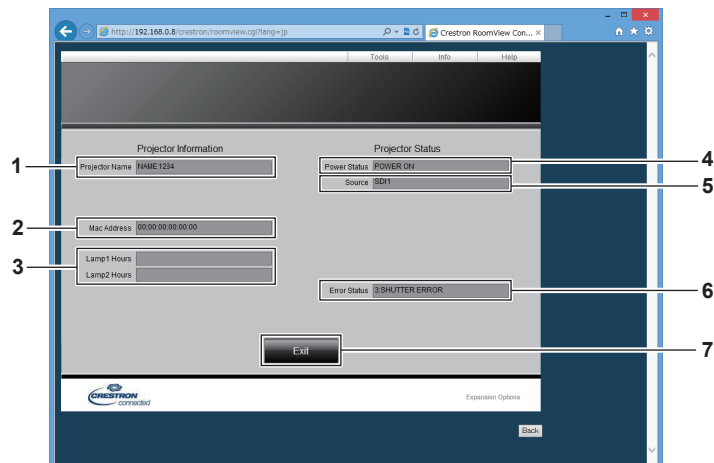 http://192.168.0.8/crestron/roomview.cgi?lang=jp
Crestron RoomView Con... ×
Tools Info Help
Projector Information
Projector Status
1
Projector Name NAME1234
Power Status POWER ON
4
Source SDI1
5
2
Mac Address 00:00:00:00:00:00
3
Lamp1 Hours
Lamp2 Hours
Error Status 3:SHUTTER ERROR
6
Exit
7
CRESTRON
connected
Expansion Options
Back